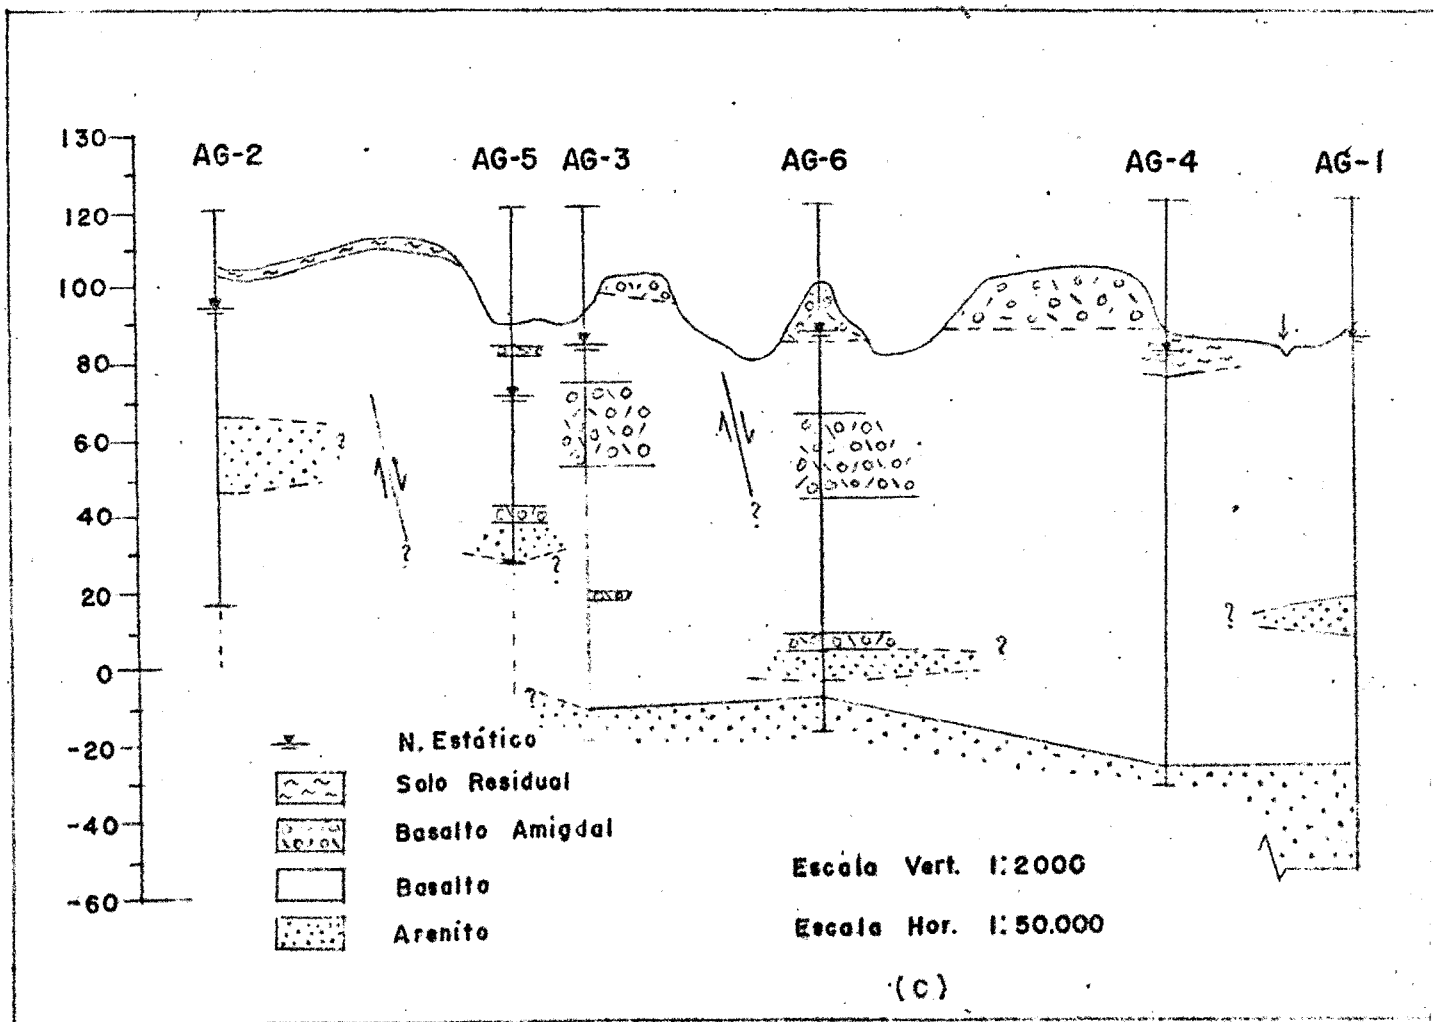 AG-2 AG-5 AG-3 AG-6 AG-4 AG-1
130
120
100
80
60
40
20
0
-20
-40
-60
?
?
?
?
?
?
?
N. Estático
Solo Residual
Basalto Amigdal
Basalto
Arenito
Escala Vert. 1:2000
Escala Hor. 1:50.000
(C)